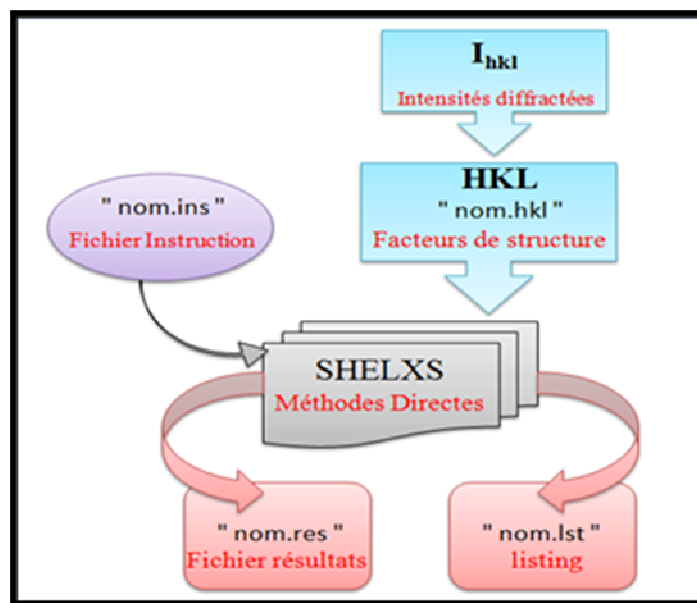 I hkl
Intensités diffractées
HKL
" nom.hkl "
Facteurs de structure
" nom.ins "
Fichier Instruction
SHELXS
Méthodes Directes
" nom.res "
Fichier résultats
" nom.lst "
listing